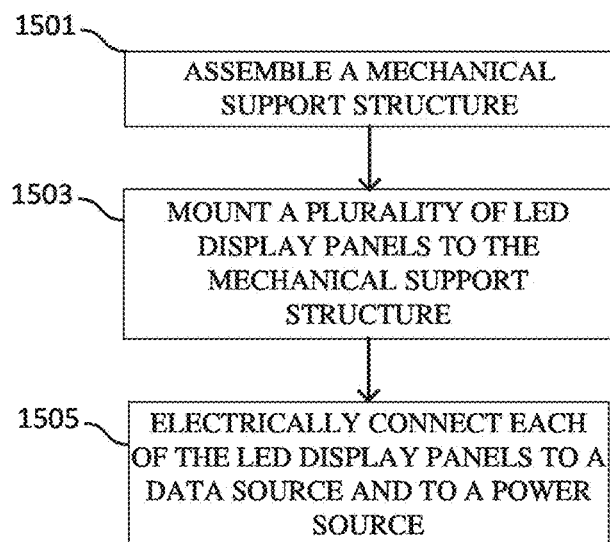 1501
ASSEMBLE A MECHANICAL
SUPPORT STRUCTURE
1503
MOUNT A PLURALITY OF LED
DISPLAY PANELS TO THE
MECHANICAL SUPPORT
STRUCTURE
1505
ELECTRICALLY CONNECT EACH
OF THE LED DISPLAY PANELS TO A
DATA SOURCE AND TO A POWER
SOURCE